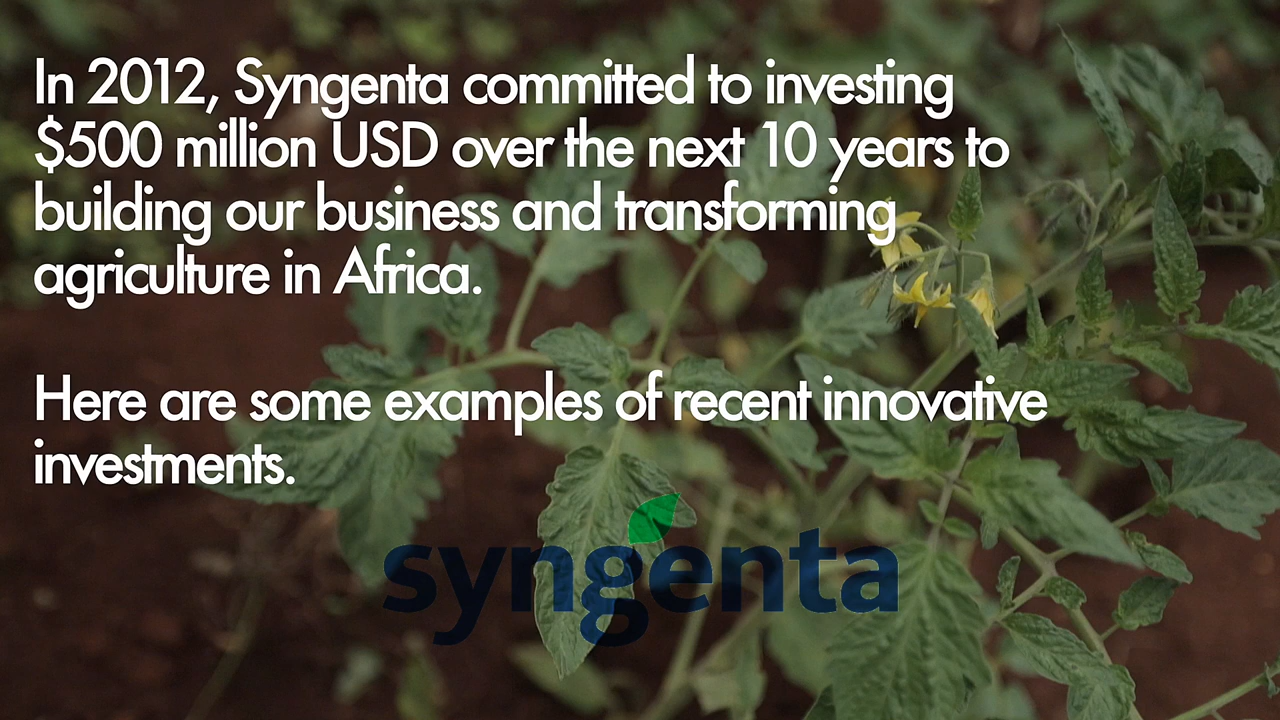 In 2012, Syngenta committed to investing
$500 million USD over the next 10 years to
building our business and transforming
agriculture in Africa.
Here are some examples of recent innovative
investments.
syngenta